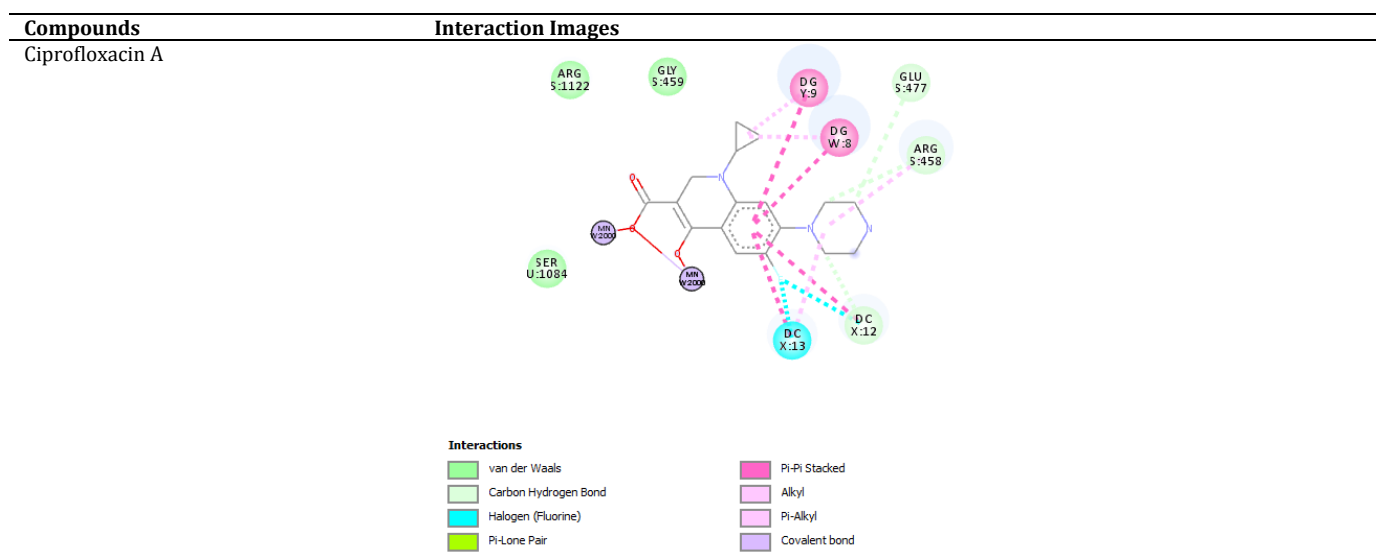 Compounds Interaction Images
Ciprofloxacin A
ARG
S:1122
GLY
S:459
DG
Y:9
GLU
S:477
DG
W:8
ARG
S:458
N
O
MN
W:2000
O
O
N
N
SER
U:1084
MN
W:2000
DC
X:12
DC
X:13
Interactions
van der Waals
Carbon Hydrogen Bond
Halogen (Fluorine)
Pi-Lone Pair
Pi-Pi Stacked
Alkyl
Pi-Alkyl
Covalent bond